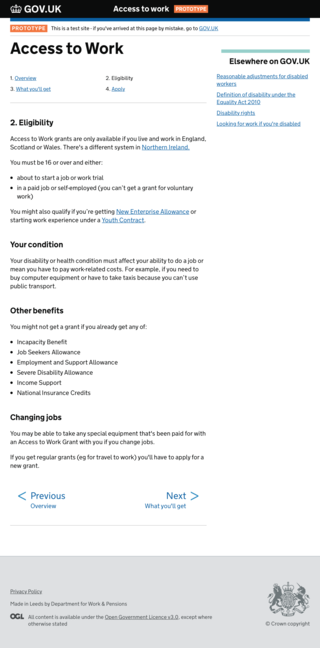 GOV.UK
Access to work PROTOTYPE
PROTOTYPE This is a test site - if you've arrived at this page by mistake, go to GOV.UK
Access to Work
1. Overview
2. Eligibility
3. What you'll get
4. Apply
Elsewhere on GOV.UK
Reasonable adjustments for disabled
workers
Definition of disability under the
Equality Act 2010
Disability rights
Looking for work if you're disabled
2. Eligibility
Access to Work grants are only available if you live and work in England,
Scotland or Wales. There's a different system in Northern Ireland.
You must be 16 or over and either:
• about to start a job or work trial
• in a paid job or self-employed (you can't get a grant for voluntary
work)
You might also qualify if you're getting New Enterprise Allowance or
starting work experience under a Youth Contract.
Your condition
Your disability or health condition must affect your ability to do a job or
mean you have to pay work-related costs. For example, if you need to
buy computer equipment or have to take taxis because you can't use
public transport.
Other benefits
You might not get a grant if you already get any of:
• Incapacity Benefit
• Job Seekers Allowance
• Employment and Support Allowance
• Severe Disability Allowance
• Income Support
• National Insurance Credits
Changing jobs
You may be able to take any special equipment that's been paid for with
an Access to Work Grant with you if you change jobs.
If you get regular grants (eg for travel to work) you'll have to apply for a
new grant.
Previous
Overview
Next
What you'll get
Privacy Policy
Made in Leeds by Department for Work & Pensions
OGL All content is available under the Open Government Licence v3.0, except where
otherwise stated
© Crown copyright